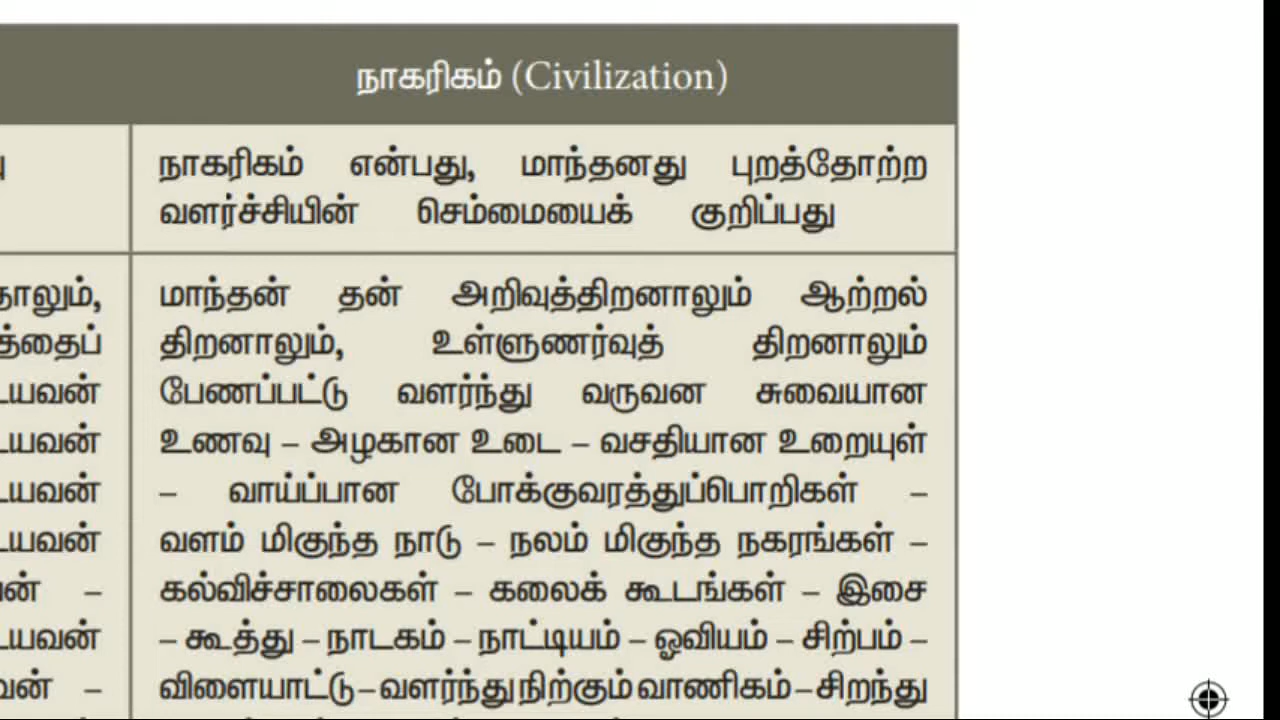 நாகரிகம் (Civilization)
நாகரிகம் என்பது, மாந்தனது புறத்தோற்ற
வளர்ச்சியின் செம்மையைக் குறிப்பது
மாந்தன் தன் அறிவுத்திறனாலும் ஆற்றல்
திறனாலும், உள்ளுணர்வுத் திறனாலும்
பேணப்பட்டு வளர்ந்து வருவன சுவையான
உணவு – அழகான உடை – வசதியான உறையுள்
– வாய்ப்பான போக்குவரத்துப்பொறிகள் –
வளம் மிகுந்த நாடு – நலம் மிகுந்த நகரங்கள் –
கல்விச்சாலைகள் – கலைக் கூடங்கள் – இசை
– கூத்து – நாடகம் – நாட்டியம் – ஓவியம் – சிற்பம் –
விளையாட்டு – வளர்ந்து நிற்கும் வாணிகம் – சிறந்து